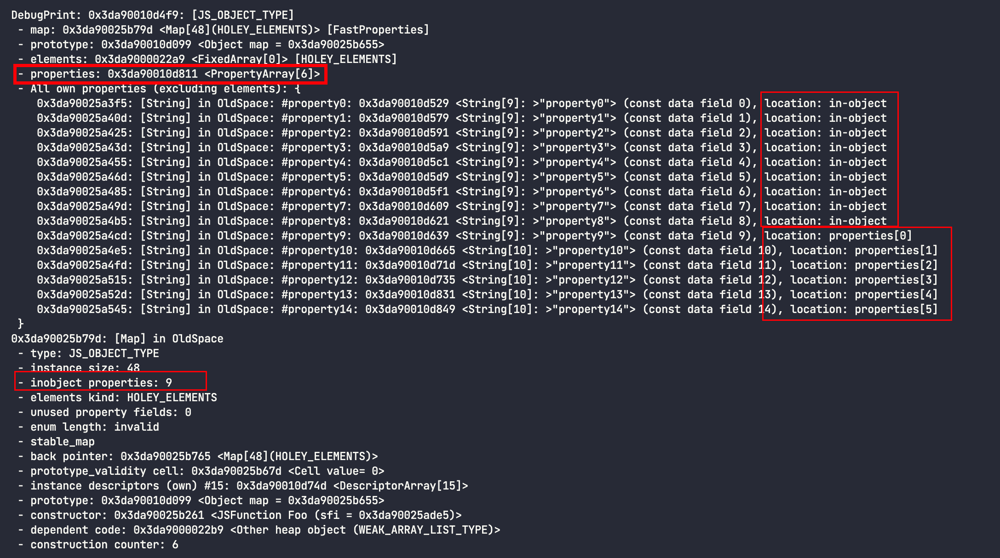 DebugPrint: 0x3da90010d4f9: [JS_OBJECT_TYPE]
- map: 0x3da90025b79d <Map[48](HOLEY_ELEMENTS)> [FastProperties]
- prototype: 0x3da90010d099 <Object map = 0x3da90025b655>
- elements: 0x3da9000022a9 <FixedArray[0]> [HOLEY_ELEMENTS]
- properties: 0x3da90010d811 <PropertyArray[6]>
- All own properties (excluding elements): {
0x3da90025a3f5: [String] in OldSpace: #property0: 0x3da90010d529 <String[9]: >"property0"> (const data field 0), location: in-object
0x3da90025a40d: [String] in OldSpace: #property1: 0x3da90010d579 <String[9]: >"property1"> (const data field 1), location: in-object
0x3da90025a425: [String] in OldSpace: #property2: 0x3da90010d591 <String[9]: >"property2"> (const data field 2), location: in-object
0x3da90025a43d: [String] in OldSpace: #property3: 0x3da90010d5a9 <String[9]: >"property3"> (const data field 3), location: in-object
0x3da90025a455: [String] in OldSpace: #property4: 0x3da90010d5c1 <String[9]: >"property4"> (const data field 4), location: in-object
0x3da90025a46d: [String] in OldSpace: #property5: 0x3da90010d5d9 <String[9]: >"property5"> (const data field 5), location: in-object
0x3da90025a485: [String] in OldSpace: #property6: 0x3da90010d5f1 <String[9]: >"property6"> (const data field 6), location: in-object
0x3da90025a49d: [String] in OldSpace: #property7: 0x3da90010d609 <String[9]: >"property7"> (const data field 7), location: in-object
0x3da90025a4b5: [String] in OldSpace: #property8: 0x3da90010d621 <String[9]: >"property8"> (const data field 8), location: in-object
0x3da90025a4cd: [String] in OldSpace: #property9: 0x3da90010d639 <String[9]: >"property9"> (const data field 9), location: properties[0]
0x3da90025a4e5: [String] in OldSpace: #property10: 0x3da90010d665 <String[10]: >"property10"> (const data field 10), location: properties[1]
0x3da90025a4fd: [String] in OldSpace: #property11: 0x3da90010d71d <String[10]: >"property11"> (const data field 11), location: properties[2]
0x3da90025a515: [String] in OldSpace: #property12: 0x3da90010d735 <String[10]: >"property12"> (const data field 12), location: properties[3]
0x3da90025a52d: [String] in OldSpace: #property13: 0x3da90010d831 <String[10]: >"property13"> (const data field 13), location: properties[4]
0x3da90025a545: [String] in OldSpace: #property14: 0x3da90010d849 <String[10]: >"property14"> (const data field 14), location: properties[5]
}
0x3da90025b79d: [Map] in OldSpace
- type: JS_OBJECT_TYPE
- instance size: 48
- inobject properties: 9
- elements kind: HOLEY_ELEMENTS
- unused property fields: 0
- enum length: invalid
- stable_map
- back pointer: 0x3da90025b765 <Map[48](HOLEY_ELEMENTS)>
- prototype_validity cell: 0x3da90025b67d <Cell value= 0>
- instance descriptors (own) #15: 0x3da90010d74d <DescriptorArray[15]>
- prototype: 0x3da90010d099 <Object map = 0x3da90025b655>
- constructor: 0x3da90025b261 <JSFunction Foo (sfi = 0x3da90025ade5)>
- dependent code: 0x3da9000022b9 <Other heap object (WEAK_ARRAY_LIST_TYPE)>
- construction counter: 6